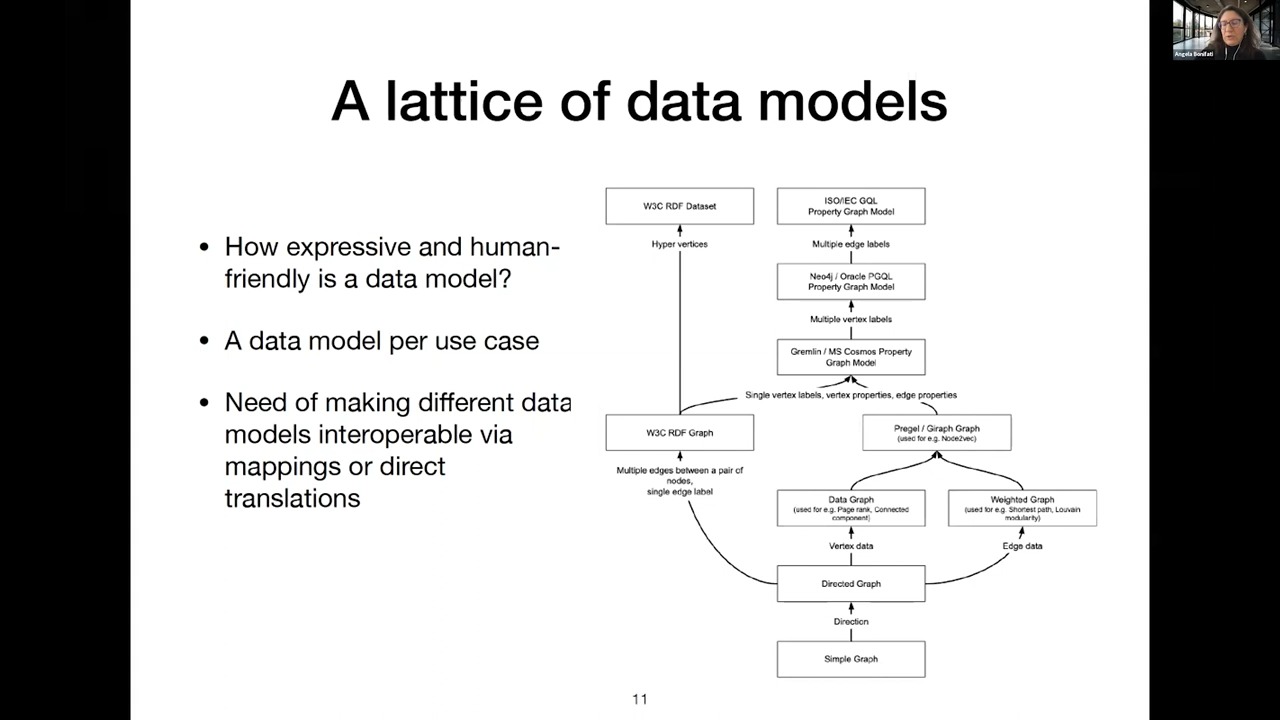 Angela Bonifati
A lattice of data models
• How expressive and human-
friendly is a data model?
• A data model per use case
• Need of making different data
models interoperable via
mappings or direct
translations
W3C RDF Dataset
ISO/IEC GQL
Property Graph Model
Hyper vertices
Multiple edge labels
Neo4j / Oracle PGQL
Property Graph Model
Multiple vertex labels
Gremlin / MS Cosmos Property
Graph Model
Single vertex labels, vertex properties, edge properties
W3C RDF Graph
Pregel / Giraph Graph
(used for e.g. Node2vec)
Multiple edges between a pair of
nodes,
single edge label
Data Graph
(used for e.g. Page rank, Connected
component)
Weighted Graph
(used for e.g. Shortest path, Louvain
modularity)
Vertex data
Edge data
Directed Graph
Direction
Simple Graph
11